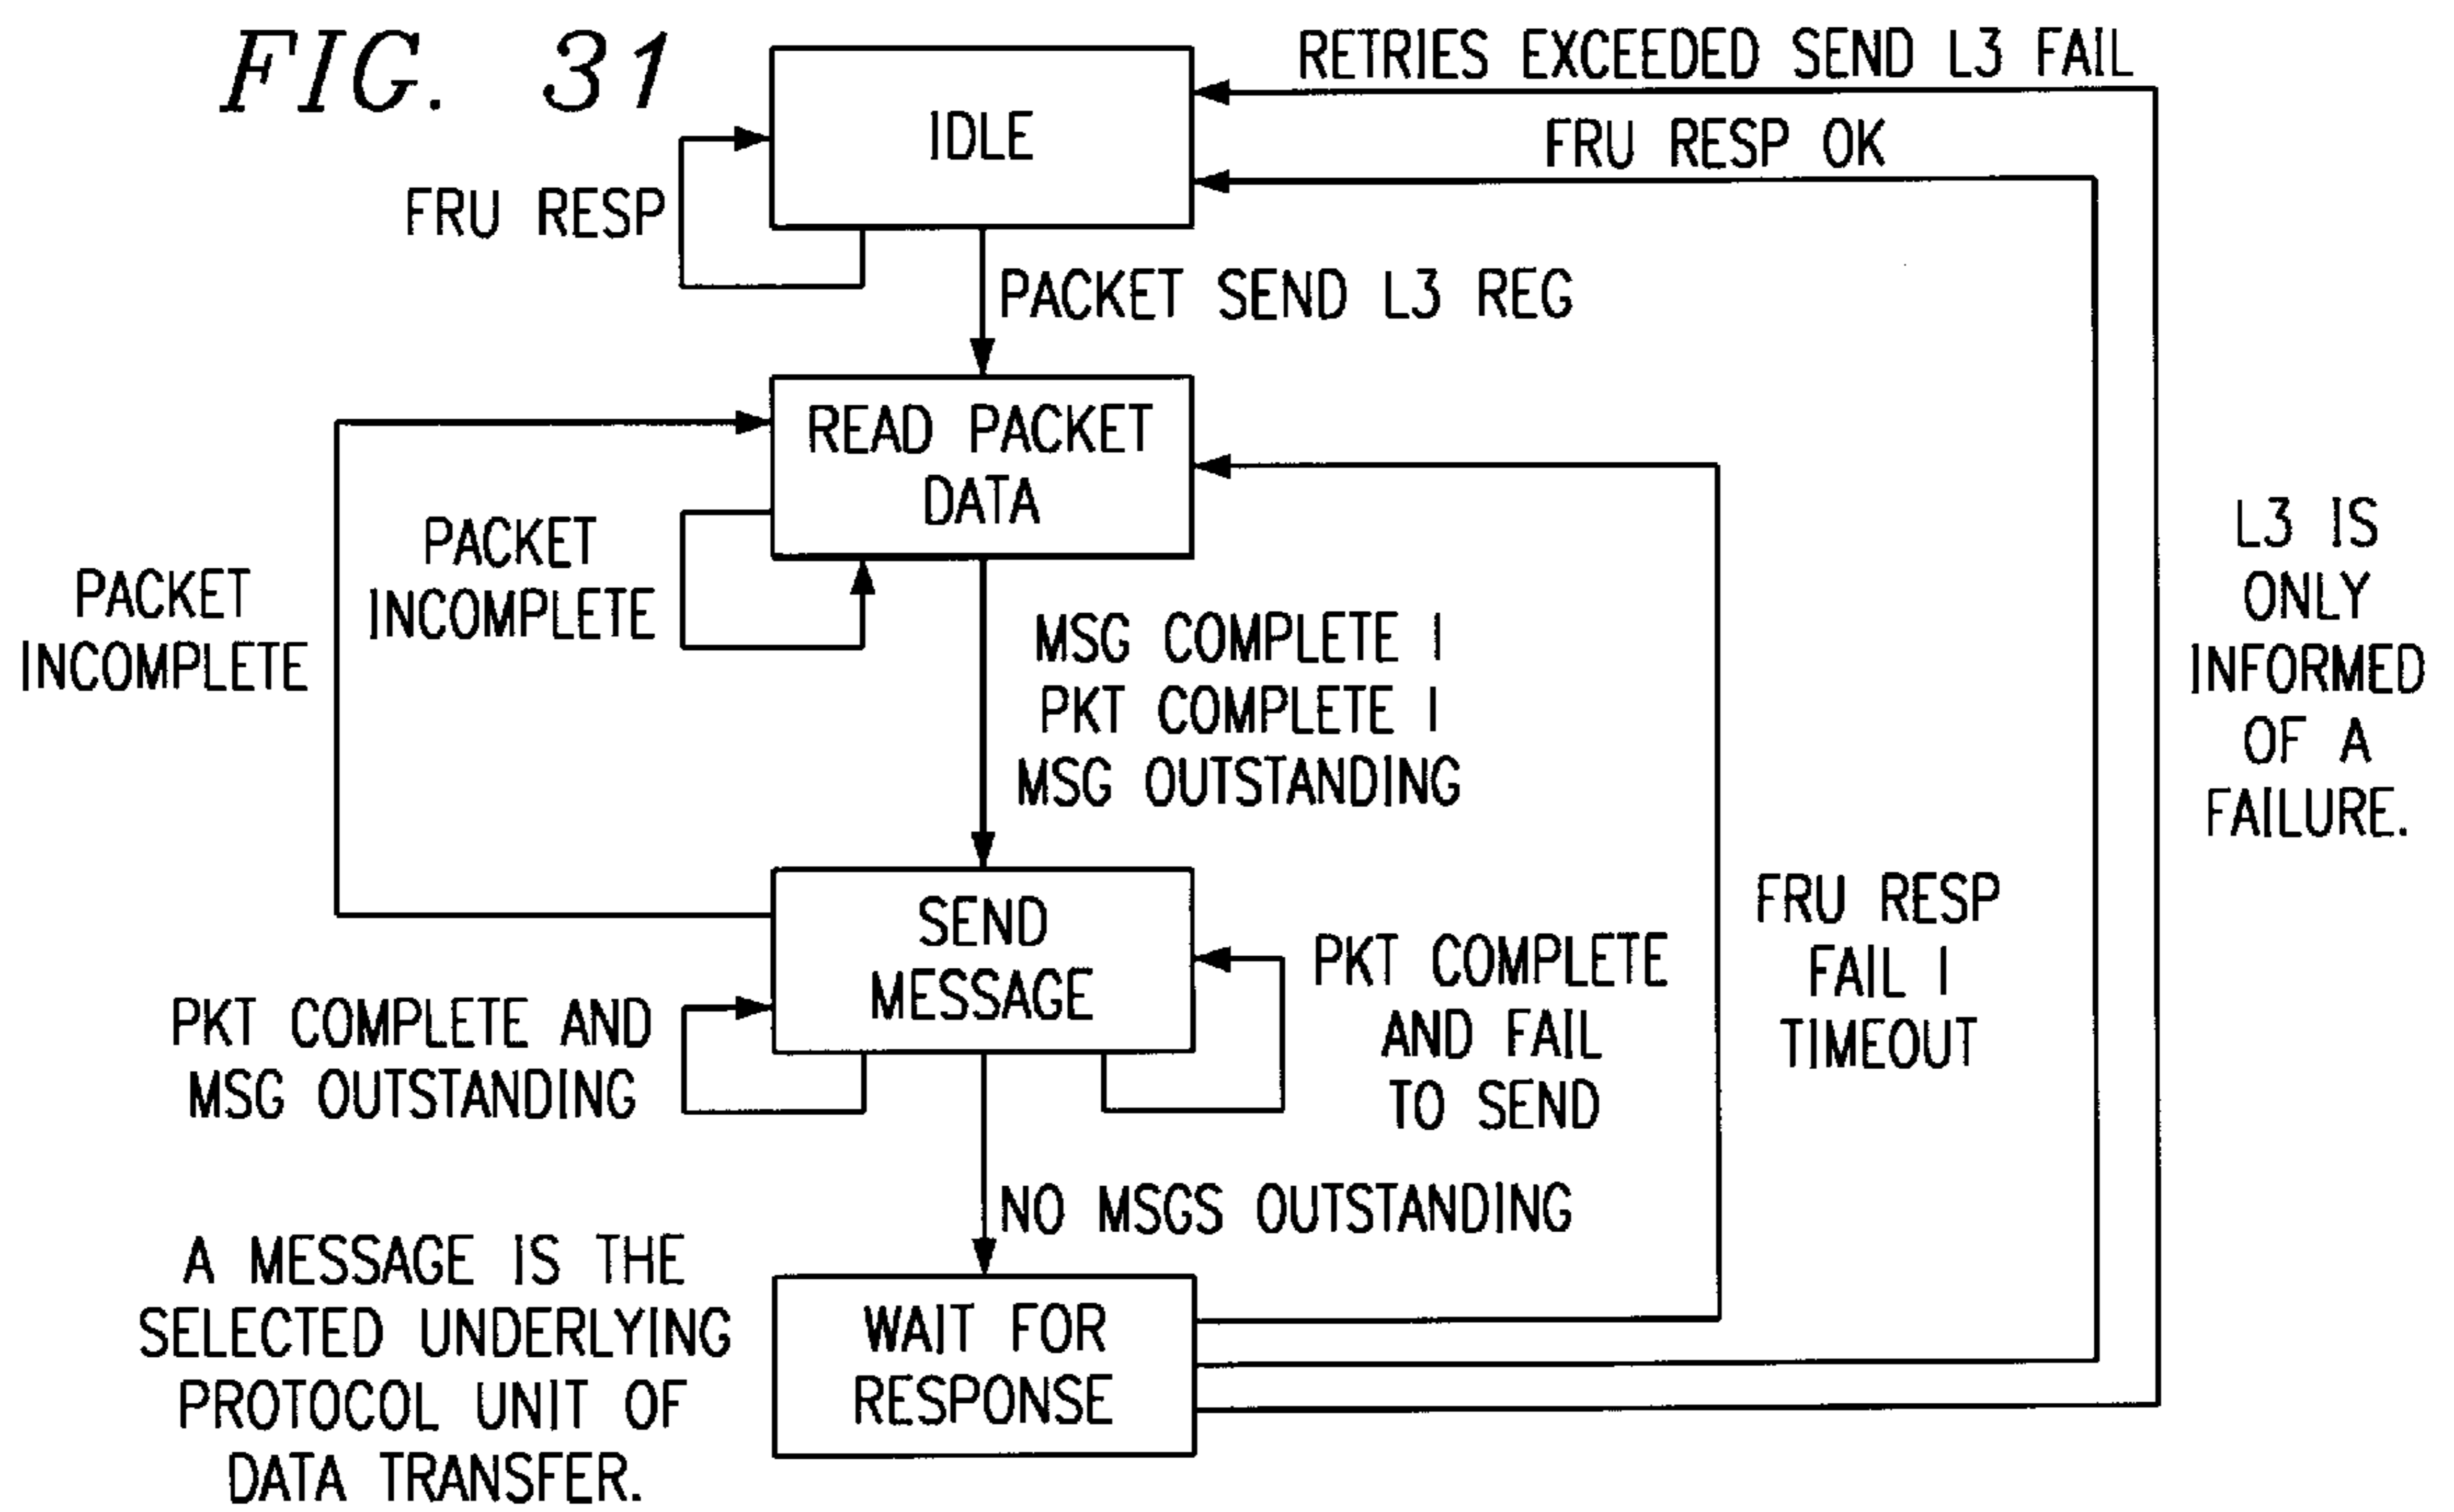 FIG. 31
RETRIES EXCEEDED SEND L3 FAIL
IDLE
FRU RESP OK
FRU RESP
PACKET SEND L3 REG
READ PACKET
DATA
PACKET
INCOMPLETE
PACKET
INCOMPLETE
MSG COMPLETE |
PKT COMPLETE |
MSG OUTSTANDING
L3 IS
ONLY
INFORMED
OF A
FAILURE.
SEND
MESSAGE
FRU RESP
FAIL |
TIMEOUT
PKT COMPLETE
AND FAIL
TO SEND
PKT COMPLETE AND
MSG OUTSTANDING
NO MSGS OUTSTANDING
A MESSAGE IS THE
SELECTED UNDERLYING
PROTOCOL UNIT OF
DATA TRANSFER.
WAIT FOR
RESPONSE